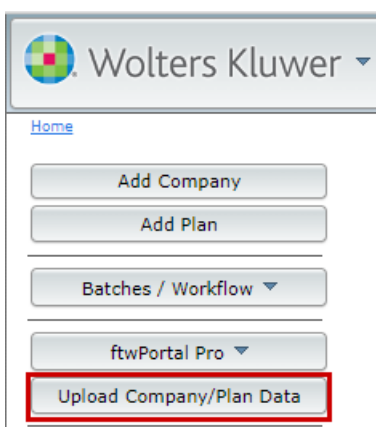 Wolters Kluwer
Home
Add Company
Add Plan
Batches / Workflow
ftwPortal Pro
Upload Company/Plan Data